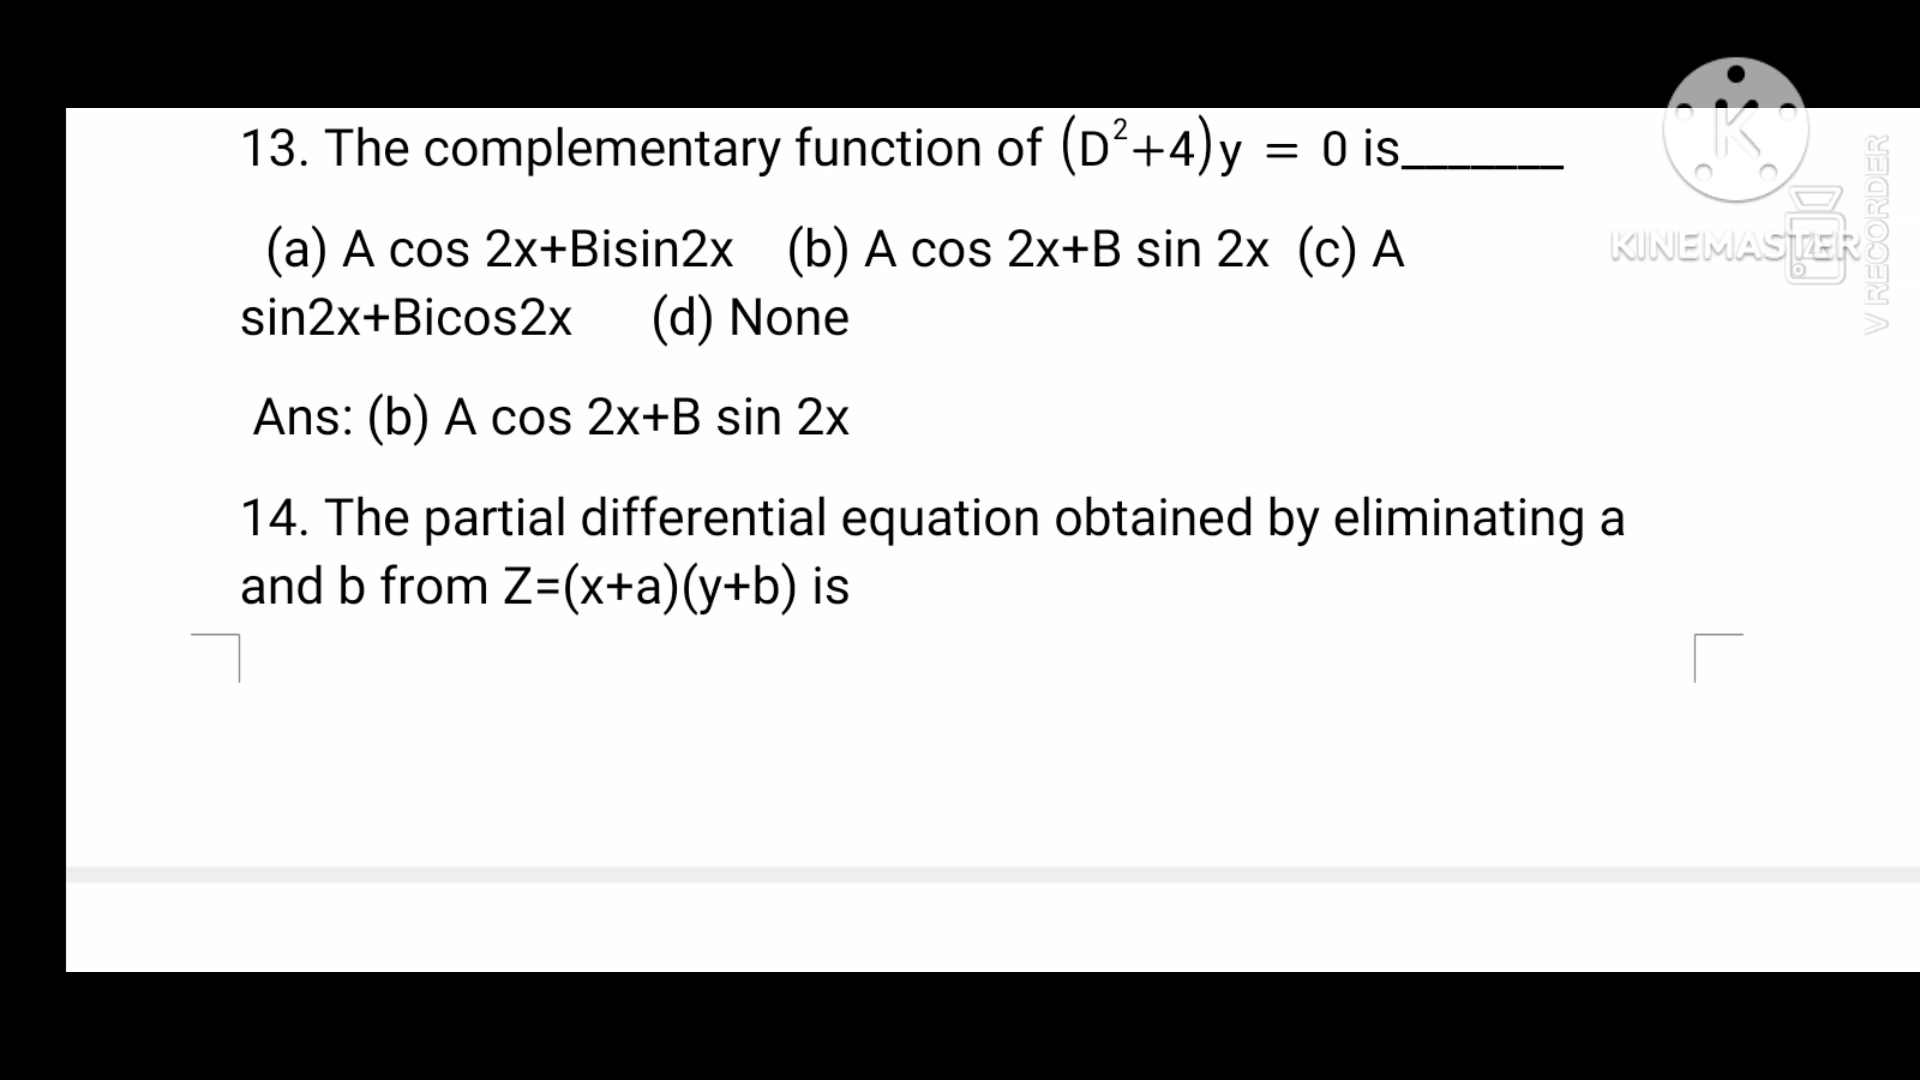 13. The complementary function of (D²+4)y = 0 is_______
(a) A cos 2x+Bisin2x (b) A cos 2x+B sin 2x (c) A
sin2x+Bicos2x (d) None
Ans: (b) A cos 2x+B sin 2x
14. The partial differential equation obtained by eliminating a
and b from Z=(x+a)(y+b) is
K
KINEMASTER
V RECORDER